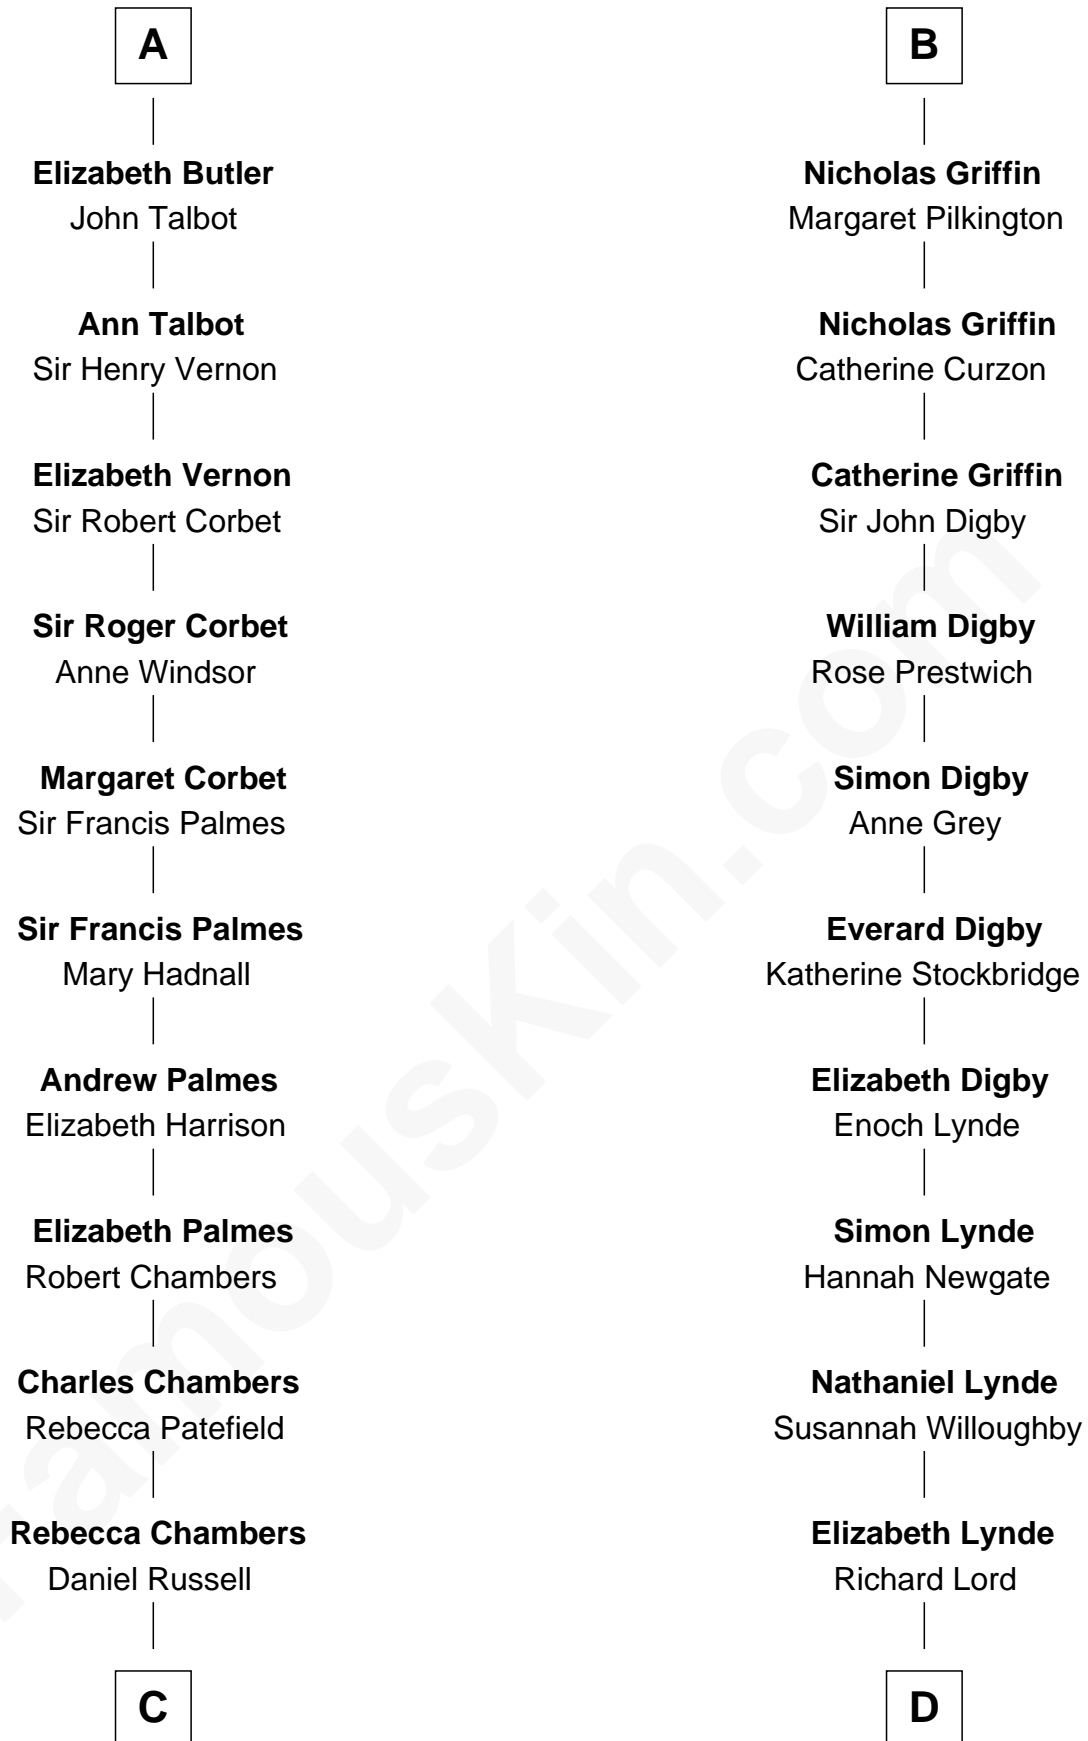 A
Elizabeth Butler
John Talbot
Ann Talbot
Sir Henry Vernon
Elizabeth Vernon
Sir Robert Corbet
Sir Roger Corbet
Anne Windsor
Margaret Corbet
Sir Francis Palmes
Sir Francis Palmes
Mary Hadnall
Andrew Palmes
Elizabeth Harrison
Elizabeth Palmes
Robert Chambers
Charles Chambers
Rebecca Patefield
Rebecca Chambers
Daniel Russell
C
B
Nicholas Griffin
Margaret Pilkington
Nicholas Griffin
Catherine Curzon
Catherine Griffin
Sir John Digby
William Digby
Rose Prestwich
Simon Digby
Anne Grey
Everard Digby
Katherine Stockbridge
Elizabeth Digby
Enoch Lynde
Simon Lynde
Hannah Newgate
Nathaniel Lynde
Susannah Willoughby
Elizabeth Lynde
Richard Lord
D
famouskin.com